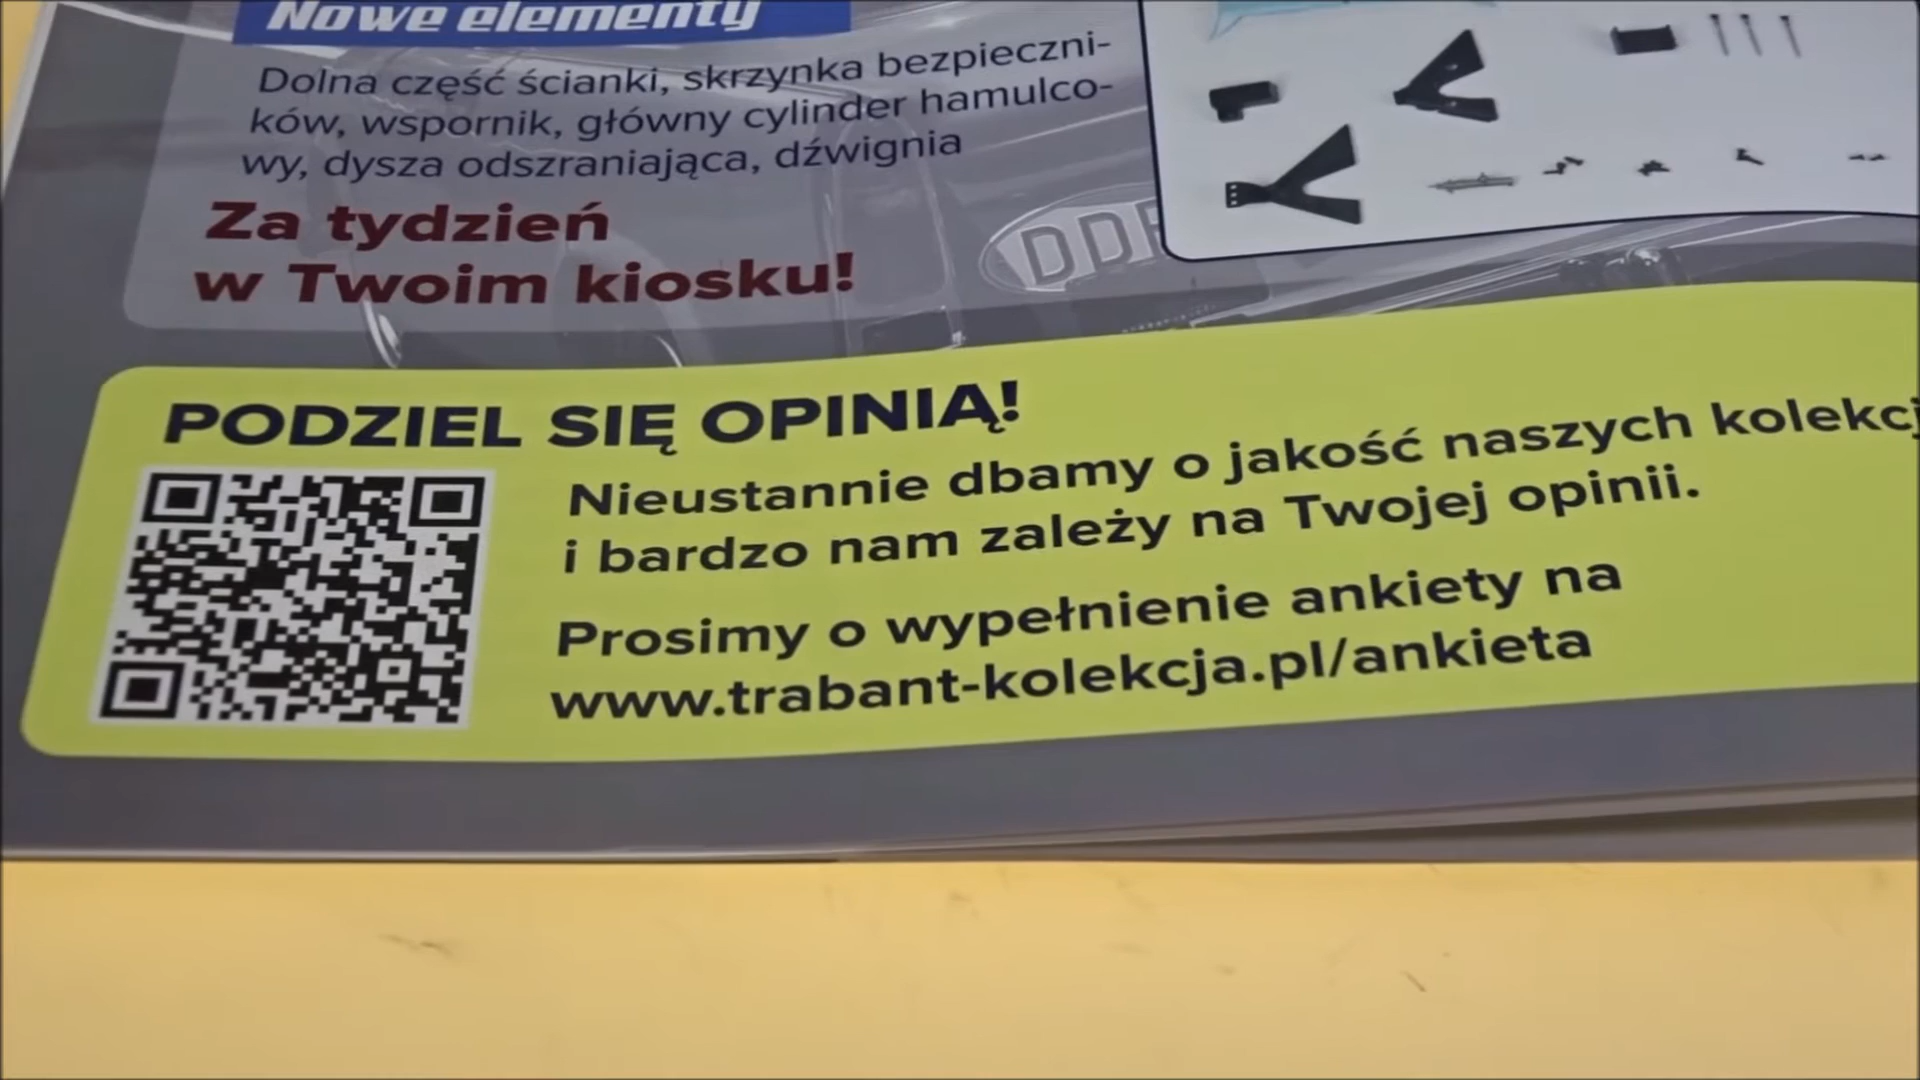 Nowe elementy
Dolna część ścianki, skrzynka bezpieczni-
ków, wspornik, główny cylinder hamulco-
wy, dysza odszraniająca, dźwignia
Za tydzień
w Twoim kiosku!
DDR
PODZIEL SIĘ OPINIĄ!
Nieustannie dbamy o jakość naszych kolekcj
i bardzo nam zależy na Twojej opinii.
Prosimy o wypełnienie ankiety na
www.trabant-kolekcja.pl/ankieta